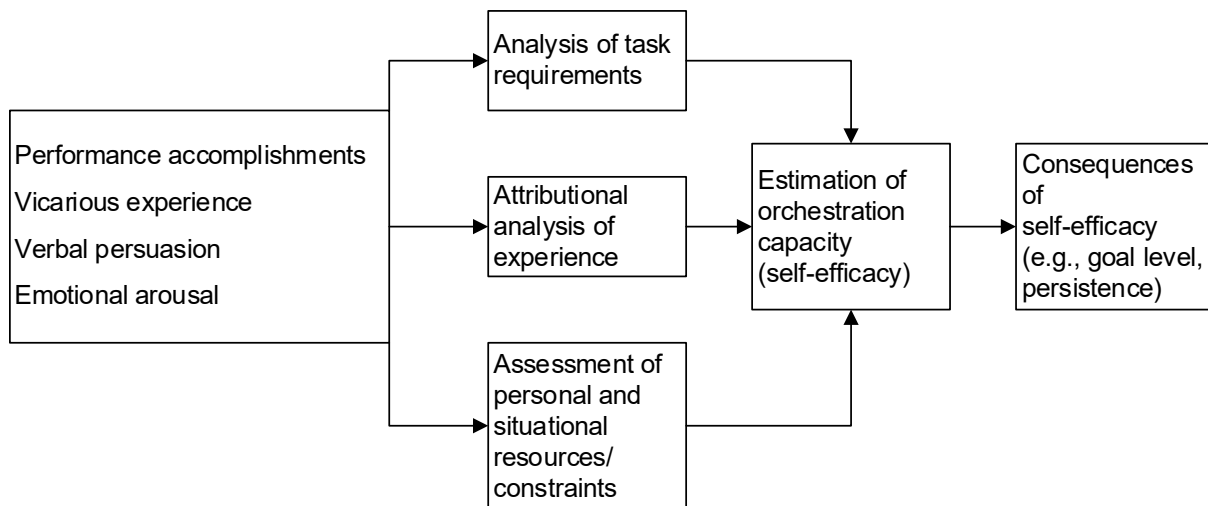 Performance accomplishments
Vicarious experience
Verbal persuasion
Emotional arousal
Analysis of task
requirements
Attributional
analysis of
experience
Assessment of
personal and
situational
resources/
constraints
Estimation of
orchestration
capacity
(self-efficacy)
Consequences
of
self-efficacy
(e.g., goal level,
persistence)